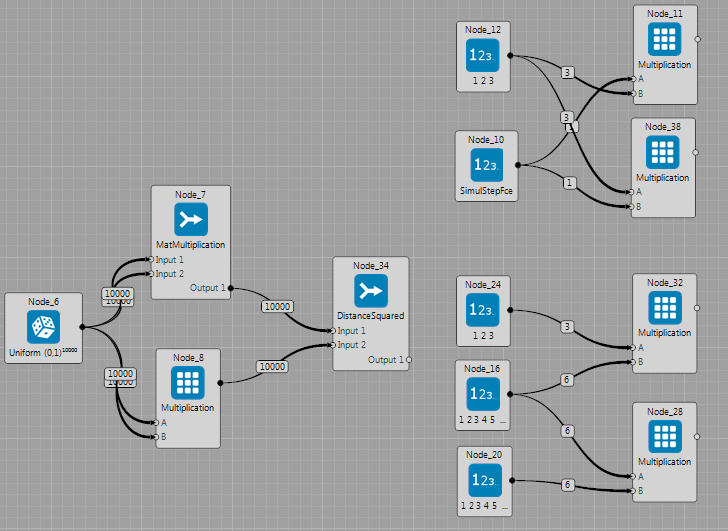 Node_6
Uniform (0,1)¹⁰⁰⁰⁰
10000
10000
10000
10000
Node_7
MatMultiplication
Input 1
Input 2
Output 1
10000
Node_8
Multiplication
A
B
10000
Node_34
DistanceSquared
Input 1
Input 2
Output 1
Node_12
123..
1 2 3
3
3
Node_10
123..
SimulStepFce
1
1
Node_11
Multiplication
A
B
Node_38
Multiplication
A
B
Node_24
123..
1 2 3
3
Node_16
123..
1 2 3 4 5 ...
6
6
Node_20
123..
1 2 3 4 5 ...
6
Node_32
Multiplication
A
B
Node_28
Multiplication
A
B